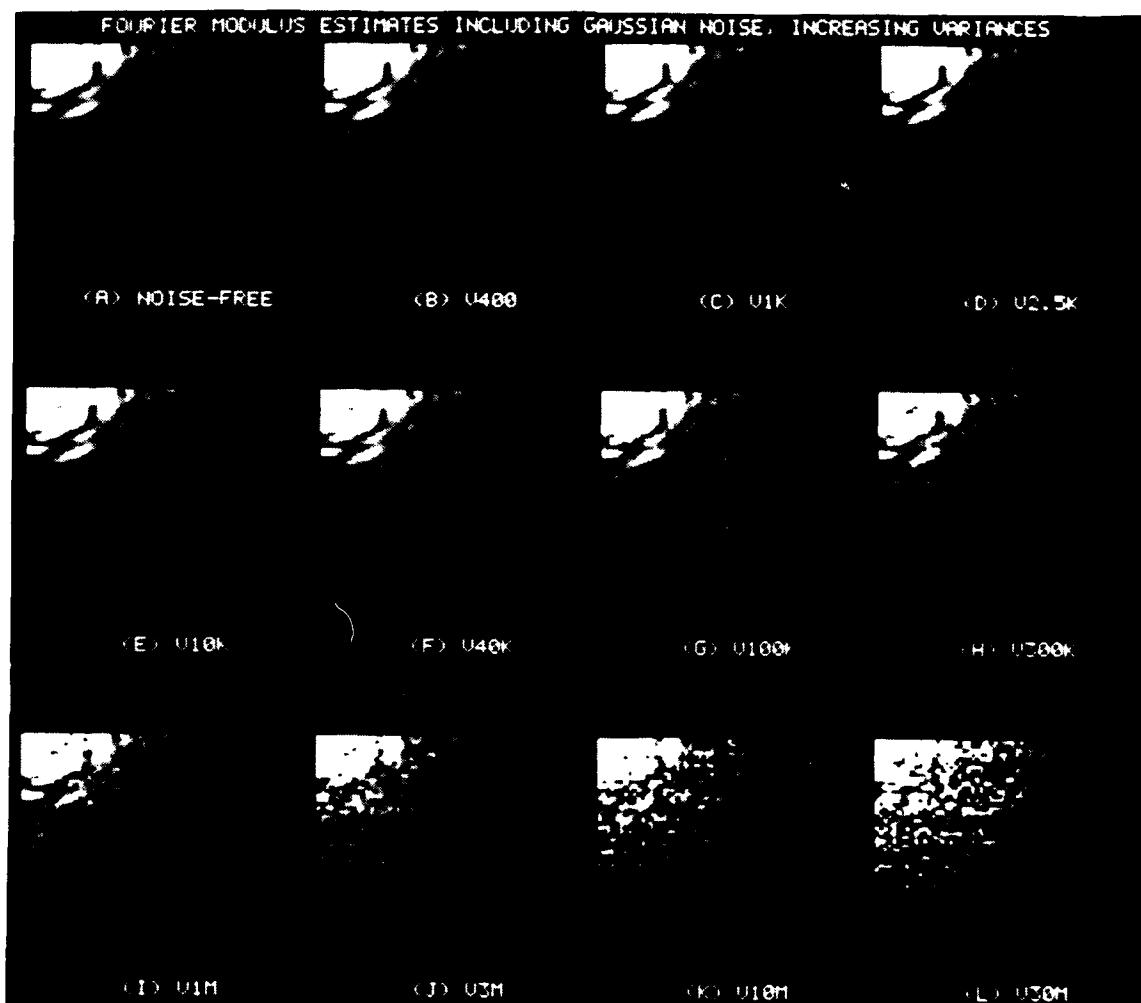 FOURIER MODULUS ESTIMATES INCLUDING GAUSSIAN NOISE, INCREASING VARIANCES
(A) NOISE-FREE
(B) V400
(C) V1K
(D) V2.5K
(E) V10K
(F) V40K
(G) V100K
(H) V300K
(I) V1M
(J) V3M
(K) V10M
(L) V30M